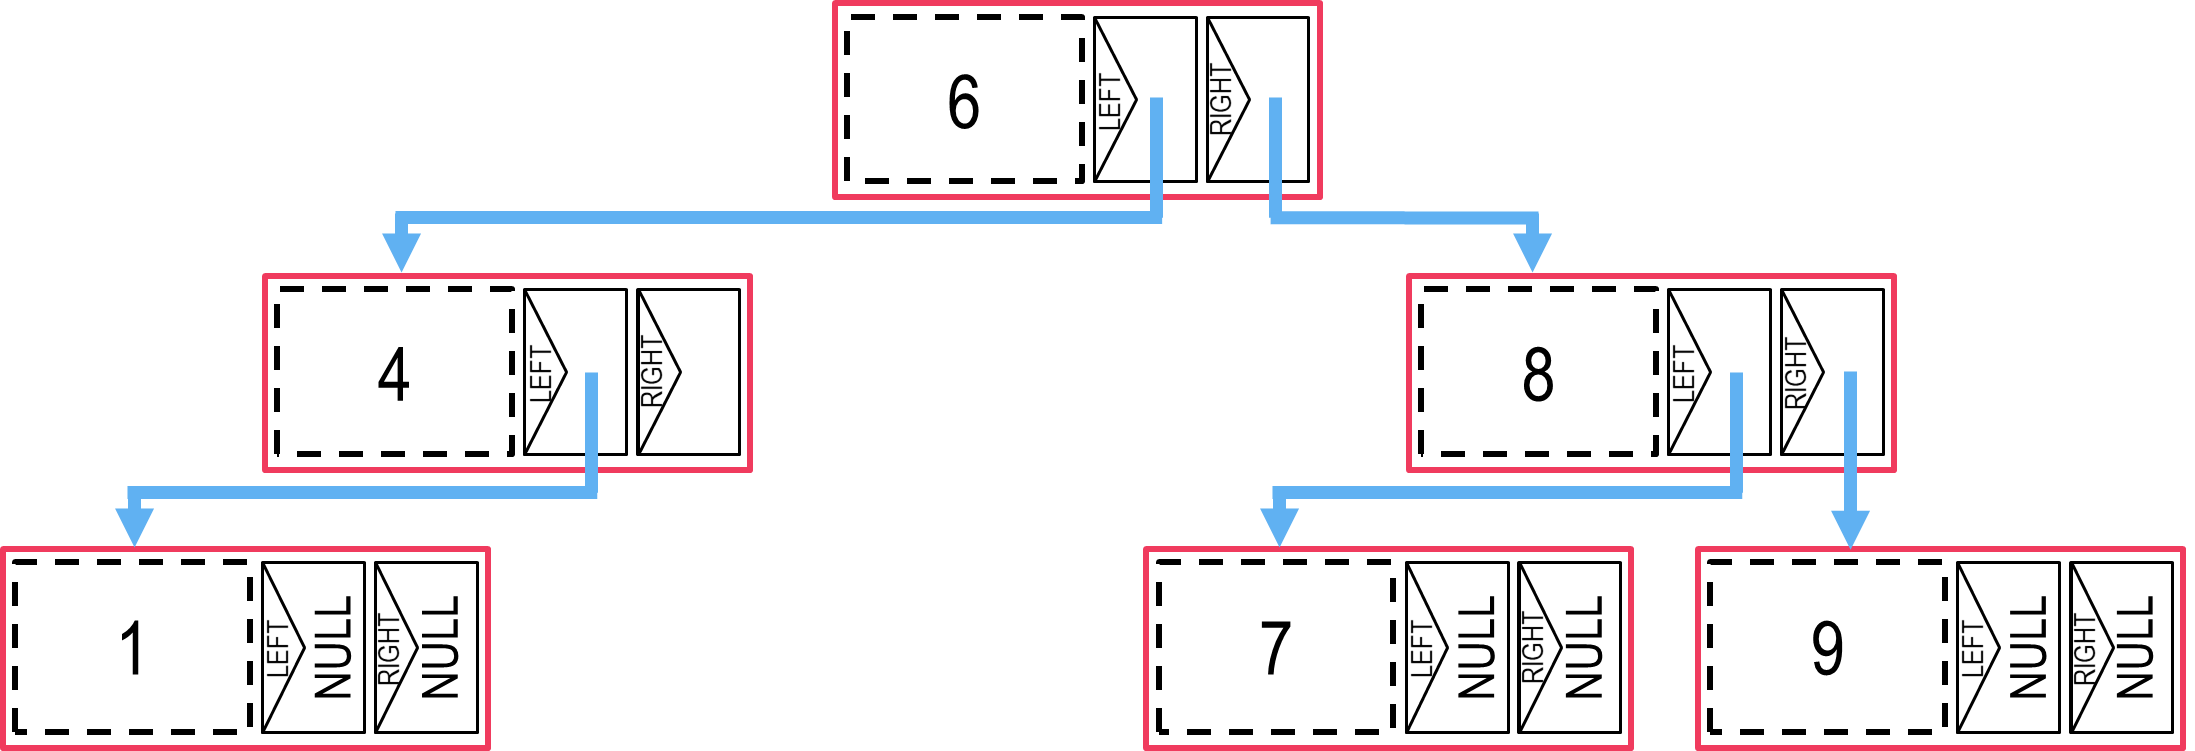 6 LEFT RIGHT
4 LEFT RIGHT
8 LEFT RIGHT
1 LEFT NULL RIGHT NULL
7 LEFT NULL RIGHT NULL
9 LEFT NULL RIGHT NULL